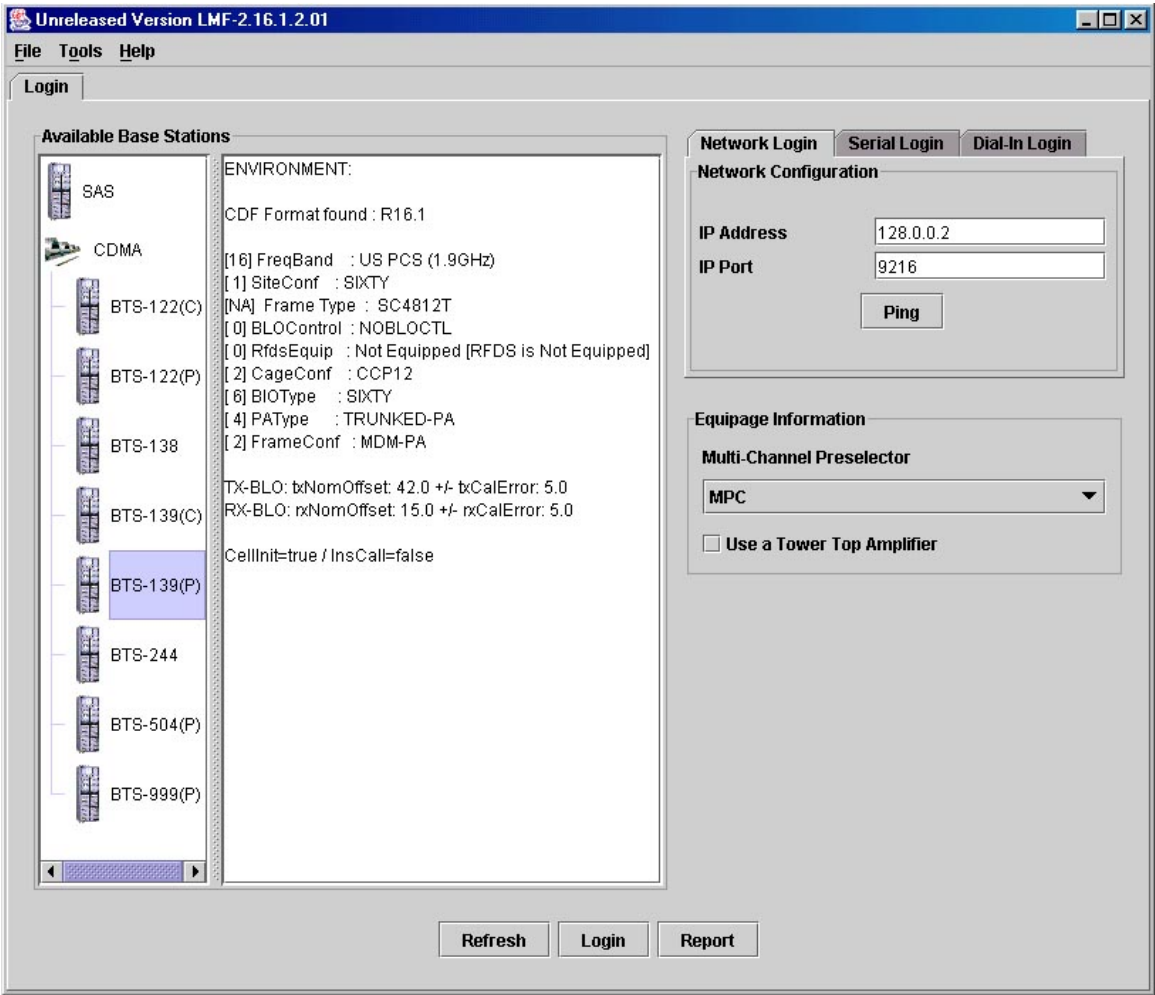 Unreleased Version LMF-2.16.1.2.01
File Tools Help
Login
Available Base Stations
SAS
CDMA
BTS-122(C)
BTS-122(P)
BTS-138
BTS-139(C)
BTS-139(P)
BTS-244
BTS-504(P)
BTS-999(P)
ENVIRONMENT:
CDF Format found : R16.1
[16] FreqBand : US PCS (1.9GHz)
[ 1] SiteConf : SIXTY
[NA] Frame Type : SC4812T
[ 0] BLOControl : NOBLOCTL
[ 0] RfdsEquip : Not Equipped [RFDS is Not Equipped]
[ 2] CageConf : CCP12
[ 6] BIOType : SIXTY
[ 4] PAType : TRUNKED-PA
[ 2] FrameConf : MDM-PA
TX-BLO: txNomOffset: 42.0 +/- txCalError: 5.0
RX-BLO: rxNomOffset: 15.0 +/- rxCalError: 5.0
CellInit=true / InsCall=false
Network Login Serial Login Dial-In Login
Network Configuration
IP Address 128.0.0.2
IP Port 9216
Ping
Equipage Information
Multi-Channel Preselector
MPC
Use a Tower Top Amplifier
Refresh Login Report